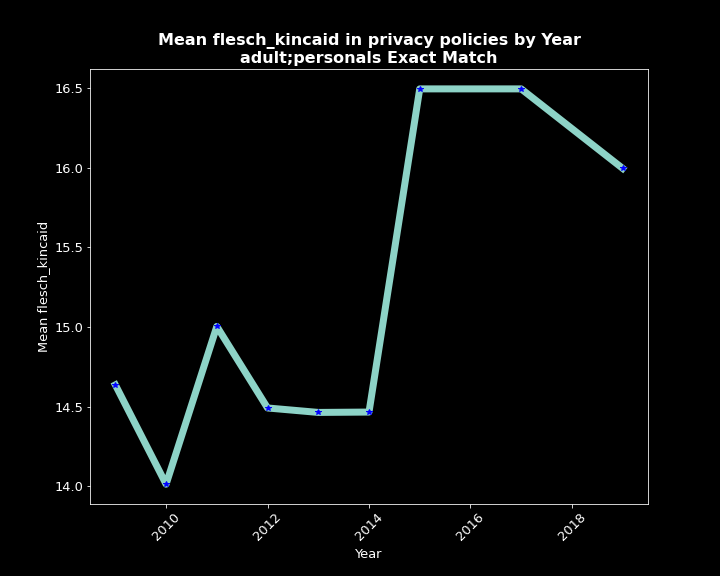 Mean flesch_kincaid in privacy policies by Year
adult;personals Exact Match
16.5
16.0
15.5
15.0
14.5
14.0
Mean flesch_kincaid
2010
2012
2014
2016
2018
Year